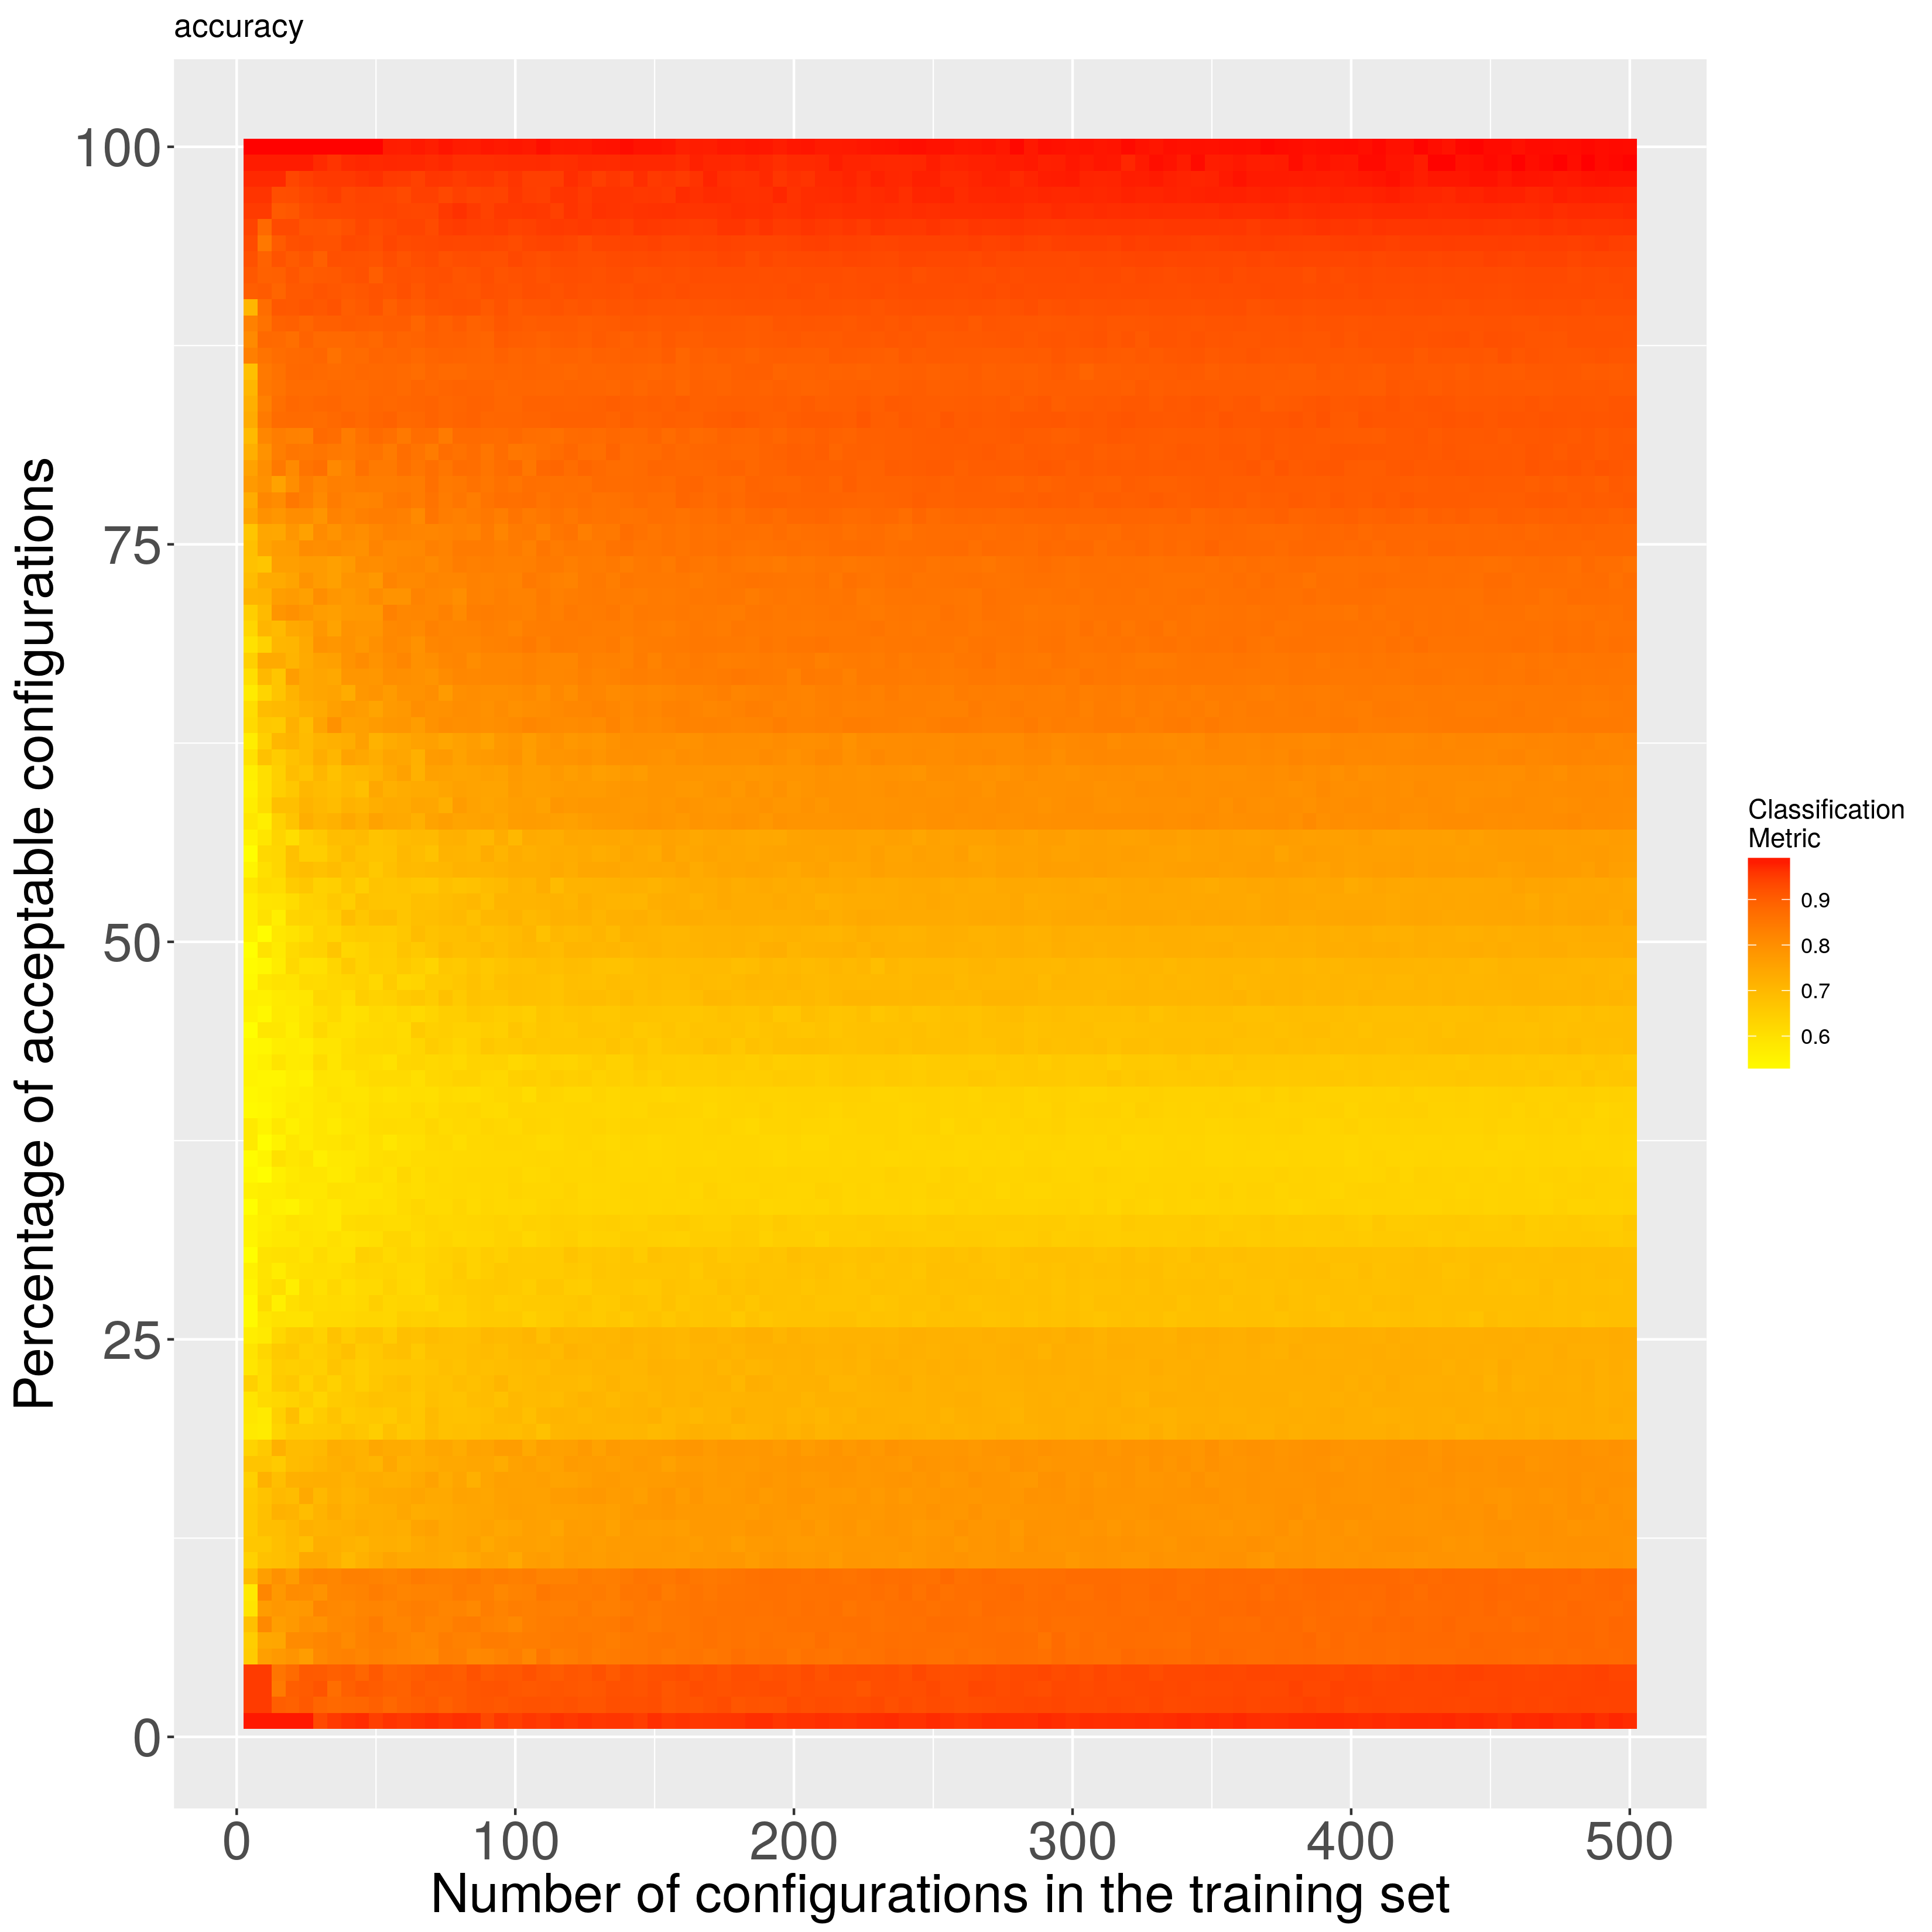 accuracy
Percentage of acceptable configurations
100
75
50
25
0
0 100 200 300 400 500
Number of configurations in the training set
Classification
Metric
0.9
0.8
0.7
0.6